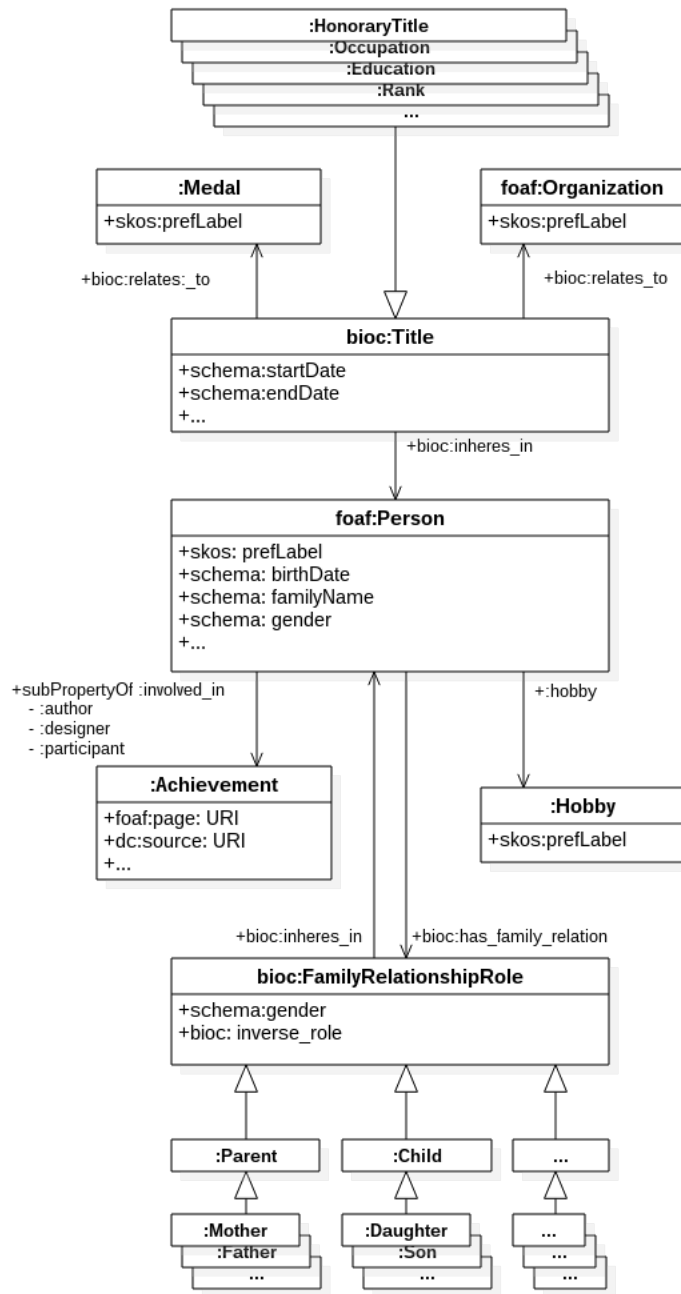 :HonoraryTitle
:Occupation
:Education
:Rank
...
:Medal
+skos:prefLabel
foaf:Organization
+skos:prefLabel
+bioc:relates:_to
+bioc:relates_to
bioc:Title
+schema:startDate
+schema:endDate
+...
+bioc:inheres_in
foaf:Person
+skos: prefLabel
+schema: birthDate
+schema: familyName
+schema: gender
+...
+subPropertyOf :involved_in
- :author
- :designer
- :participant
+:hobby
:Achievement
+foaf:page: URI
+dc:source: URI
+...
:Hobby
+skos:prefLabel
+bioc:inheres_in
+bioc:has_family_relation
bioc:FamilyRelationshipRole
+schema:gender
+bioc: inverse_role
:Parent
:Child
...
:Mother
:Father
...
:Daughter
:Son
...
...
...
...